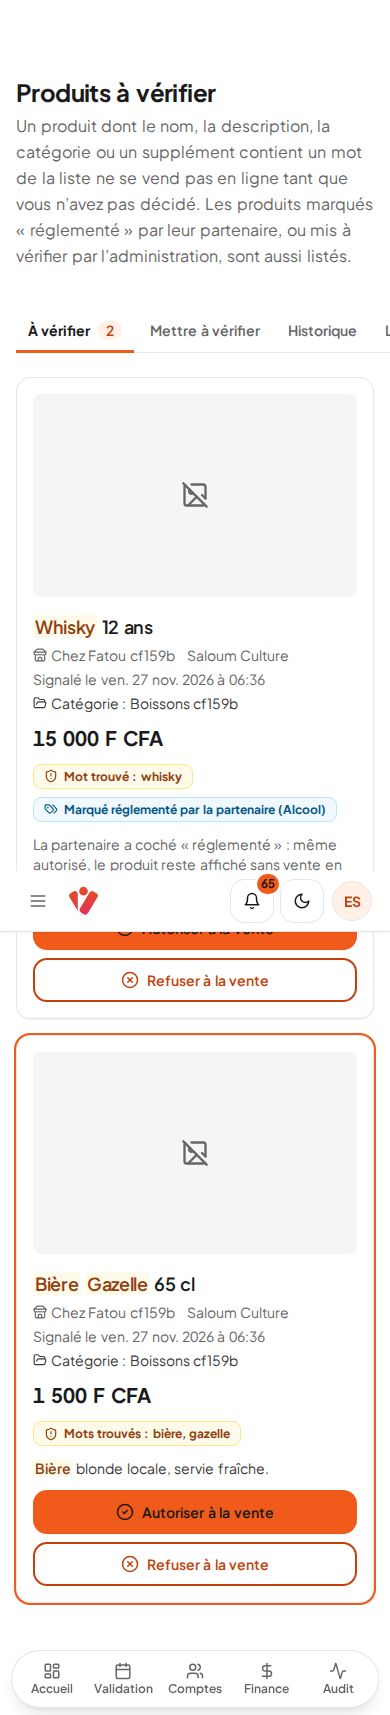 Produits à vérifier
Un produit dont le nom, la description, la
catégorie ou un supplément contient un mot
de la liste ne se vend pas en ligne tant que
vous n’avez pas décidé. Les produits marqués
« réglementé » par leur partenaire, ou mis à
vérifier par l’administration, sont aussi listés.
À vérifier 2 Mettre à vérifier Historique L
Whisky 12 ans
Chez Fatou cf159b Saloum Culture
Signalé le ven. 27 nov. 2026 à 06:36
Catégorie : Boissons cf159b
15 000 F CFA
Mot trouvé : whisky
Marqué réglementé par la partenaire (Alcool)
La partenaire a coché « réglementé » : même
autorisé, le produit reste affiché sans vente en
65
ES
Autoriser à la vente
Refuser à la vente
Bière Gazelle 65 cl
Chez Fatou cf159b Saloum Culture
Signalé le ven. 27 nov. 2026 à 06:36
Catégorie : Boissons cf159b
1 500 F CFA
Mots trouvés : bière, gazelle
Bière blonde locale, servie fraîche.
Autoriser à la vente
Refuser à la vente
Accueil Validation Comptes Finance Audit